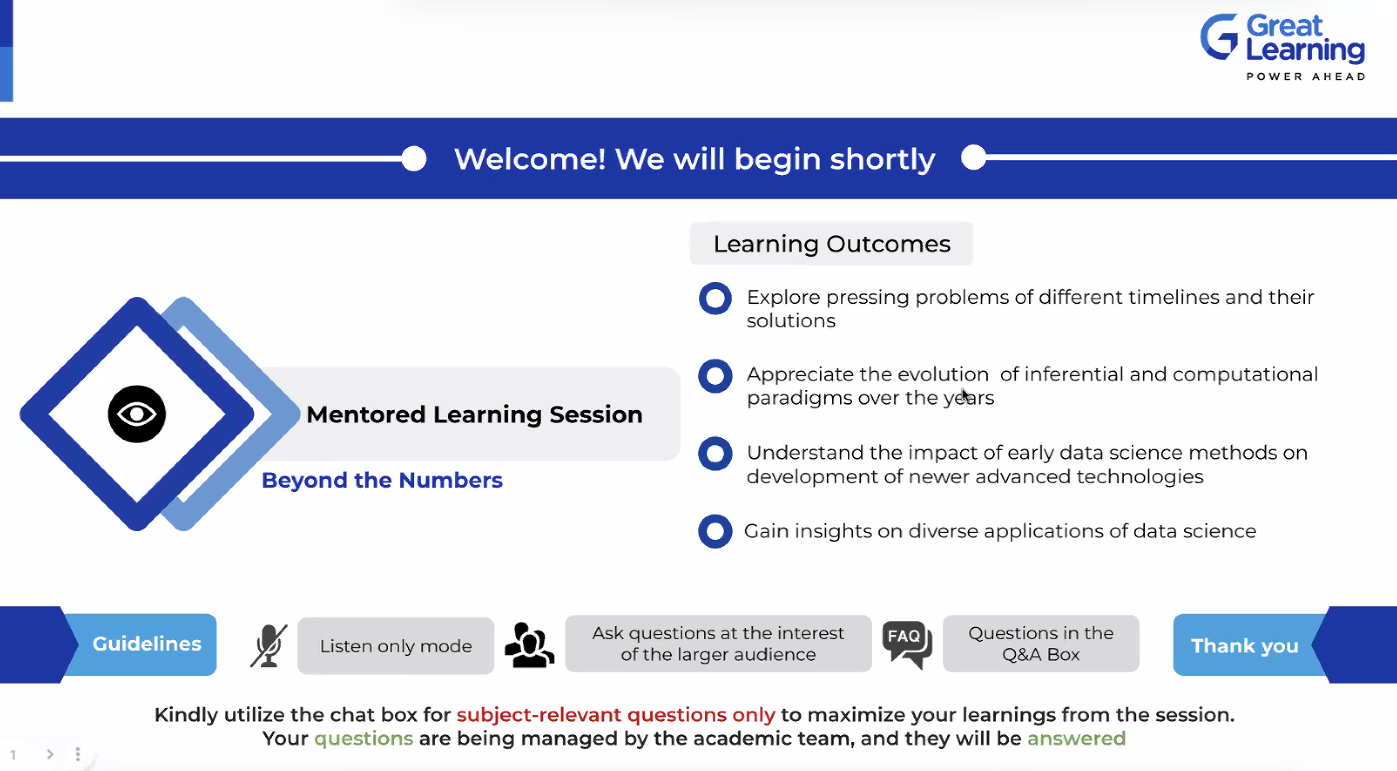 Great
Learning
POWER AHEAD
Welcome! We will begin shortly
Learning Outcomes
Explore pressing problems of different timelines and their
solutions
Appreciate the evolution of inferential and computational
paradigms over the years
Understand the impact of early data science methods on
development of newer advanced technologies
Gain insights on diverse applications of data science
Mentored Learning Session
Beyond the Numbers
Guidelines
Listen only mode
Ask questions at the interest
of the larger audience
FAQ
Questions in the
Q&A Box
Thank you
Kindly utilize the chat box for subject-relevant questions only to maximize your learnings from the session.
Your questions are being managed by the academic team, and they will be answered
1